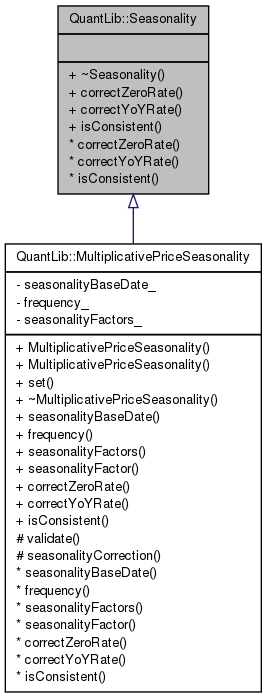 QuantLib::Seasonality
+ ~Seasonality()
+ correctZeroRate()
+ correctYoYRate()
+ isConsistent()
* correctZeroRate()
* correctYoYRate()
* isConsistent()
QuantLib::MultiplicativePriceSeasonality
- seasonalityBaseDate_
- frequency_
- seasonalityFactors_
+ MultiplicativePriceSeasonality()
+ MultiplicativePriceSeasonality()
+ set()
+ ~MultiplicativePriceSeasonality()
+ seasonalityBaseDate()
+ frequency()
+ seasonalityFactors()
+ seasonalityFactor()
+ correctZeroRate()
+ correctYoYRate()
+ isConsistent()
# validate()
# seasonalityCorrection()
* seasonalityBaseDate()
* frequency()
* seasonalityFactors()
* seasonalityFactor()
* correctZeroRate()
* correctYoYRate()
* isConsistent()